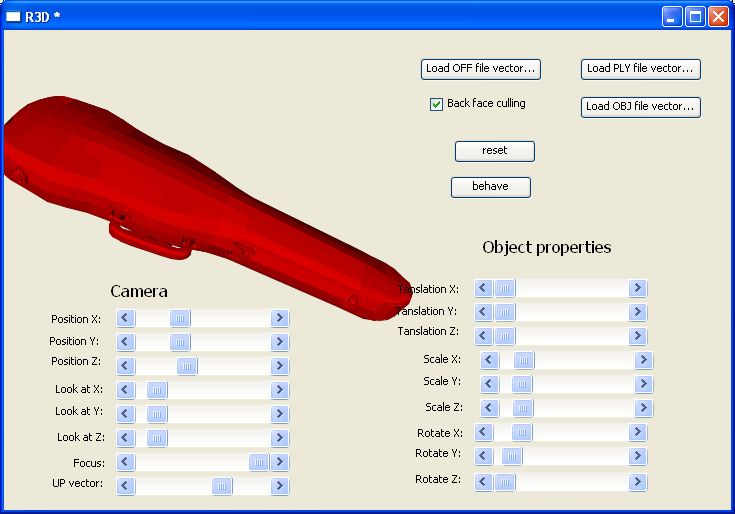 R3D *
Load OFF file vector...
Load PLY file vector...
Back face culling
Load OBJ file vector...
reset
behave
Object properties
Camera
Translation X:
Translation Y:
Translation Z:
Scale X:
Scale Y:
Scale Z:
Rotate X:
Rotate Y:
Rotate Z:
Position X:
Position Y:
Position Z:
Look at X:
Look at Y:
Look at Z:
Focus:
UP vector: